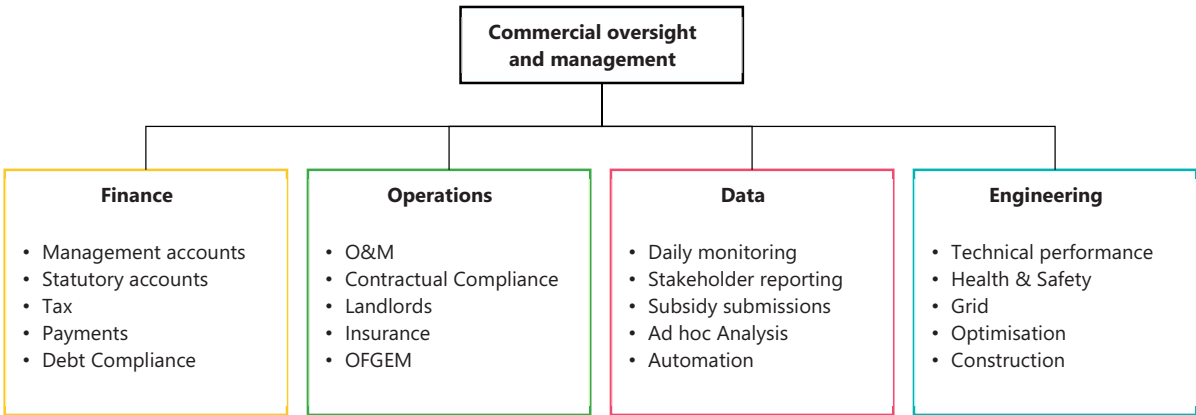 Commercial oversight
and management
Finance
• Management accounts
• Statutory accounts
• Tax
• Payments
• Debt Compliance
Operations
• O&M
• Contractual Compliance
• Landlords
• Insurance
• OFGEM
Data
• Daily monitoring
• Stakeholder reporting
• Subsidy submissions
• Ad hoc Analysis
• Automation
Engineering
• Technical performance
• Health & Safety
• Grid
• Optimisation
• Construction